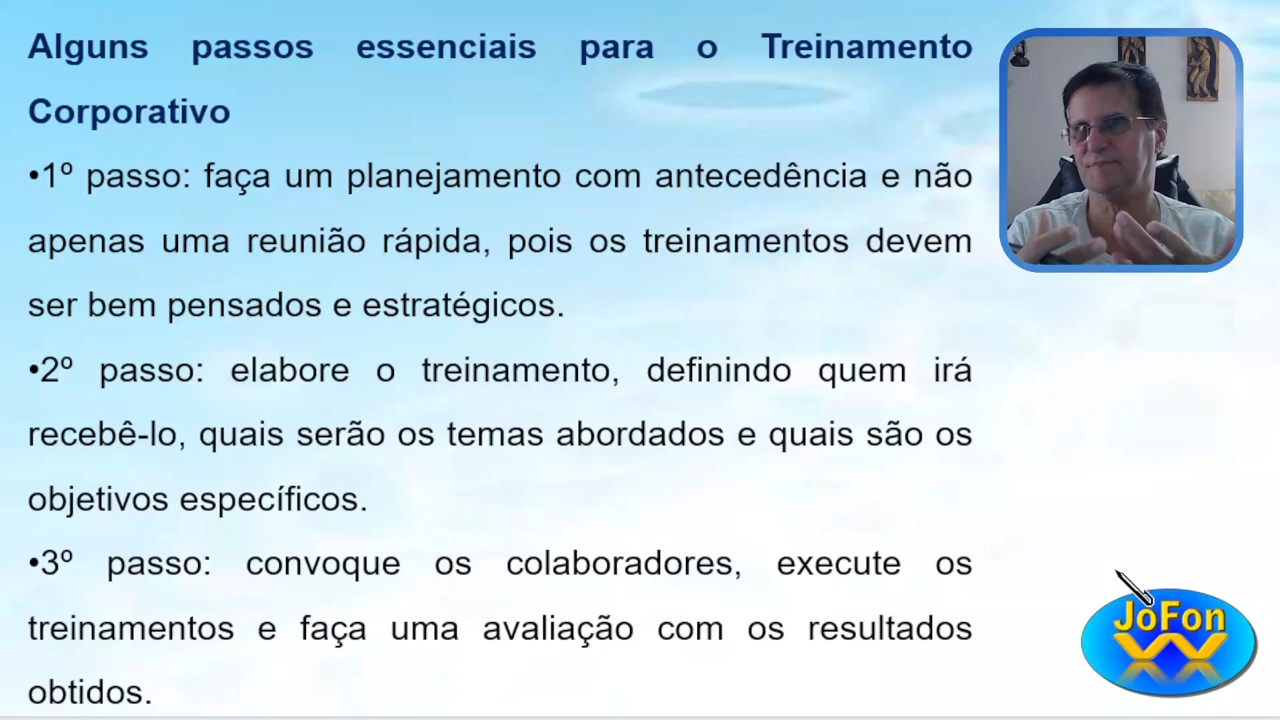 Alguns passos essenciais para o Treinamento
Corporativo
•1º passo: faça um planejamento com antecedência e não
apenas uma reunião rápida, pois os treinamentos devem
ser bem pensados e estratégicos.
•2º passo: elabore o treinamento, definindo quem irá
recebê-lo, quais serão os temas abordados e quais são os
objetivos específicos.
•3º passo: convoque os colaboradores, execute os
treinamentos e faça uma avaliação com os resultados
obtidos.
JoFon